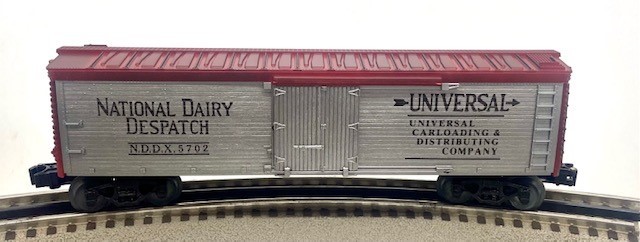 NATIONAL DAIRY
DESPATCH
N.D.D.X. 5702
UNIVERSAL
UNIVERSAL
CARLOADING &
DISTRIBUTING
COMPANY